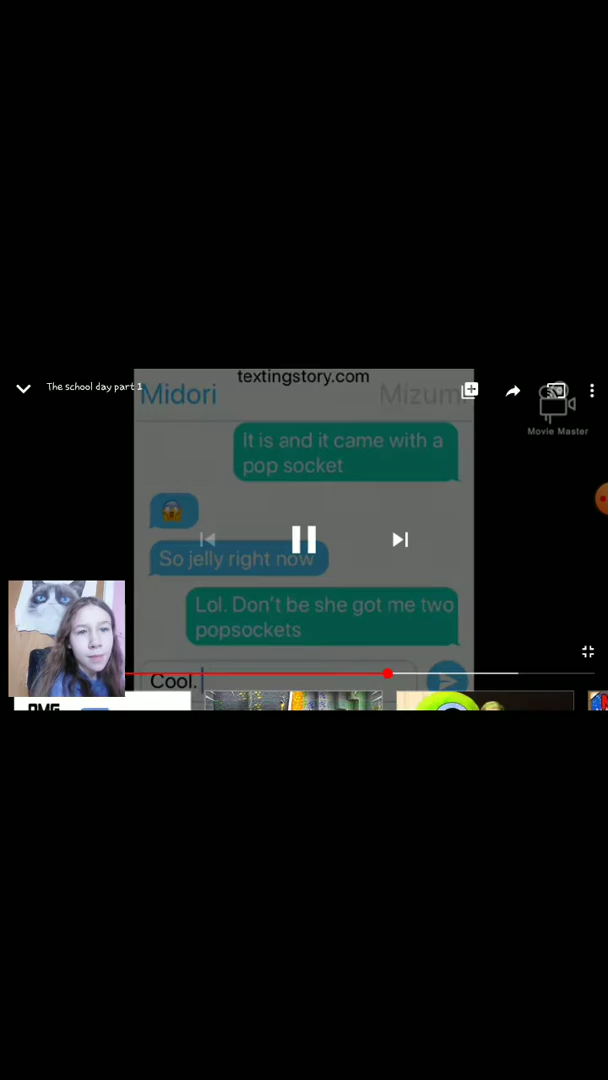 textingstory.com
The school day part 1
Midori
Mizum
Movie Master
It is and it came with a
pop socket
So jelly right now
Lol. Don't be she got me two
popsockets
Cool.
OMG